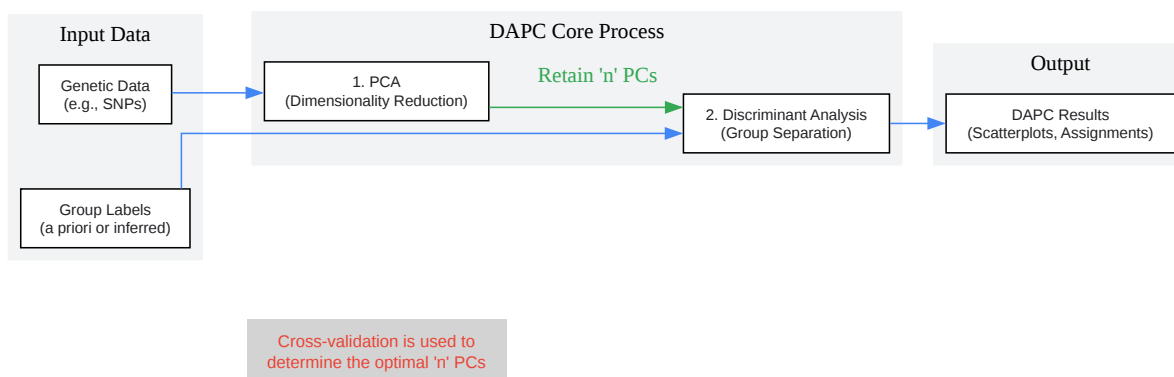 Input Data
Genetic Data
(e.g., SNPs)
Group Labels
(a priori or inferred)
DAPC Core Process
1. PCA
(Dimensionality Reduction)
Retain 'n' PCs
2. Discriminant Analysis
(Group Separation)
Output
DAPC Results
(Scatterplots, Assignments)
Cross-validation is used to
determine the optimal 'n' PCs